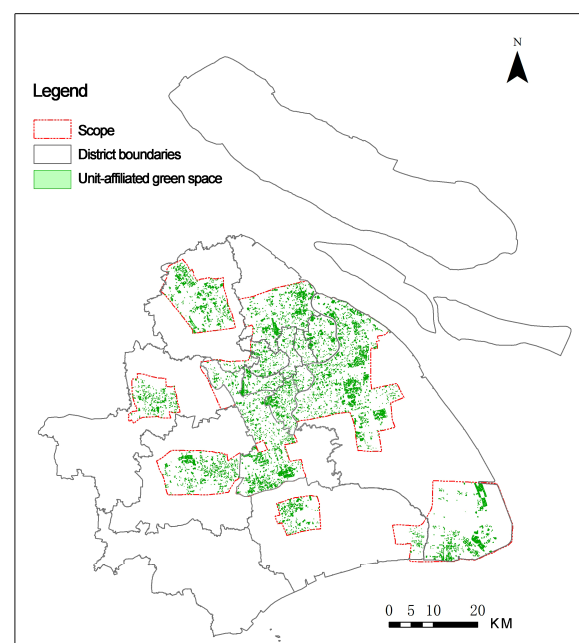 N
Legend
Scope
District boundaries
Unit-affiliated green space
0 5 10 20
KM